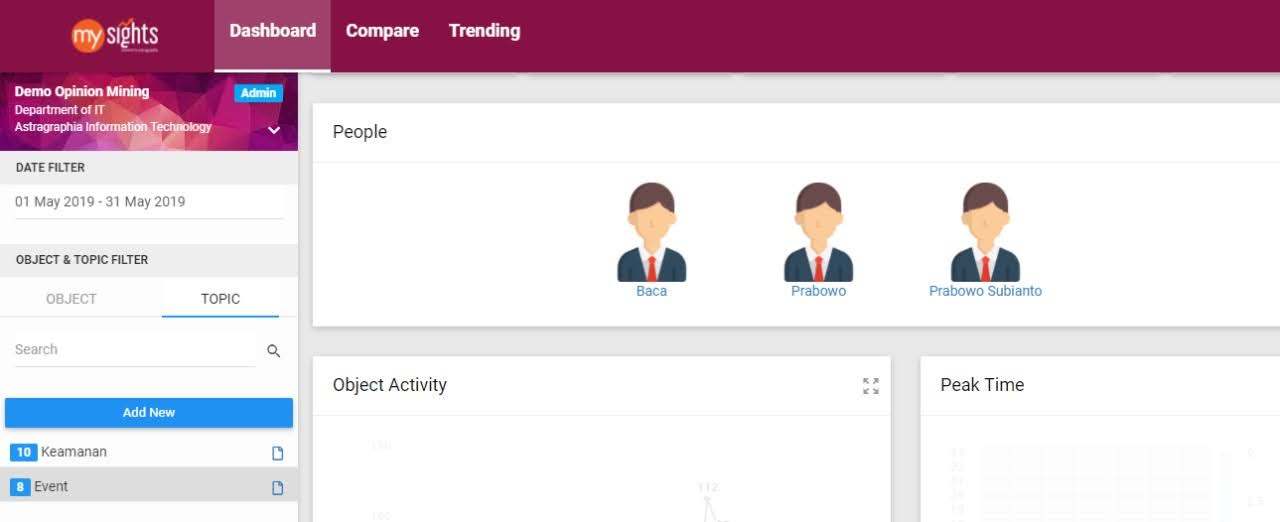 my sights
Dashboard Compare Trending
Demo Opinion Mining Admin
Department of IT
Astragraphia Information Technology
DATE FILTER
01 May 2019 - 31 May 2019
OBJECT & TOPIC FILTER
OBJECT TOPIC
Search
Add New
10 Keamanan
8 Event
People
Baca Prabowo Prabowo Subianto
Object Activity
150
112
100
Peak Time
0